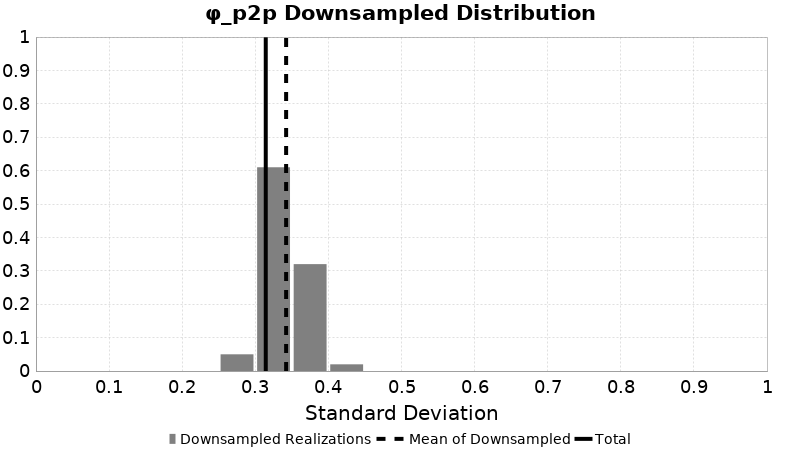 φ_p2p Downsampled Distribution
1
0.9
0.8
0.7
0.6
0.5
0.4
0.3
0.2
0.1
0
0 0.1 0.2 0.3 0.4 0.5 0.6 0.7 0.8 0.9 1
Standard Deviation
Downsampled Realizations Mean of Downsampled Total